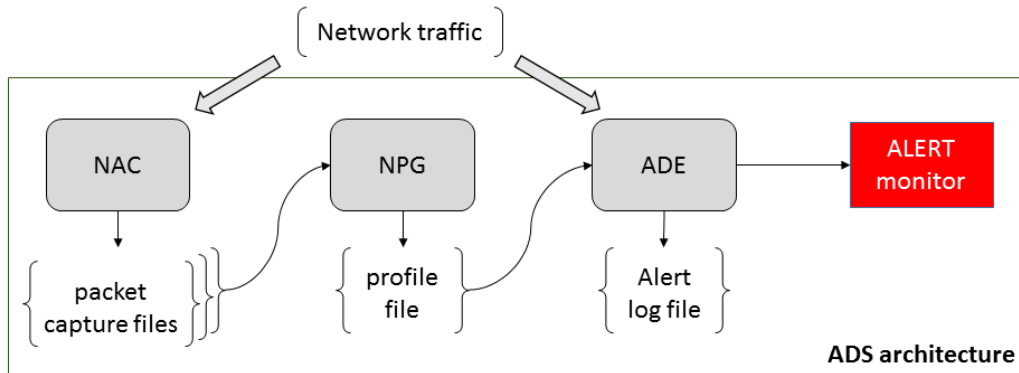 Network traffic
NAC
NPG
ADE
ALERT
monitor
packet
capture files
profile
file
Alert
log file
ADS architecture